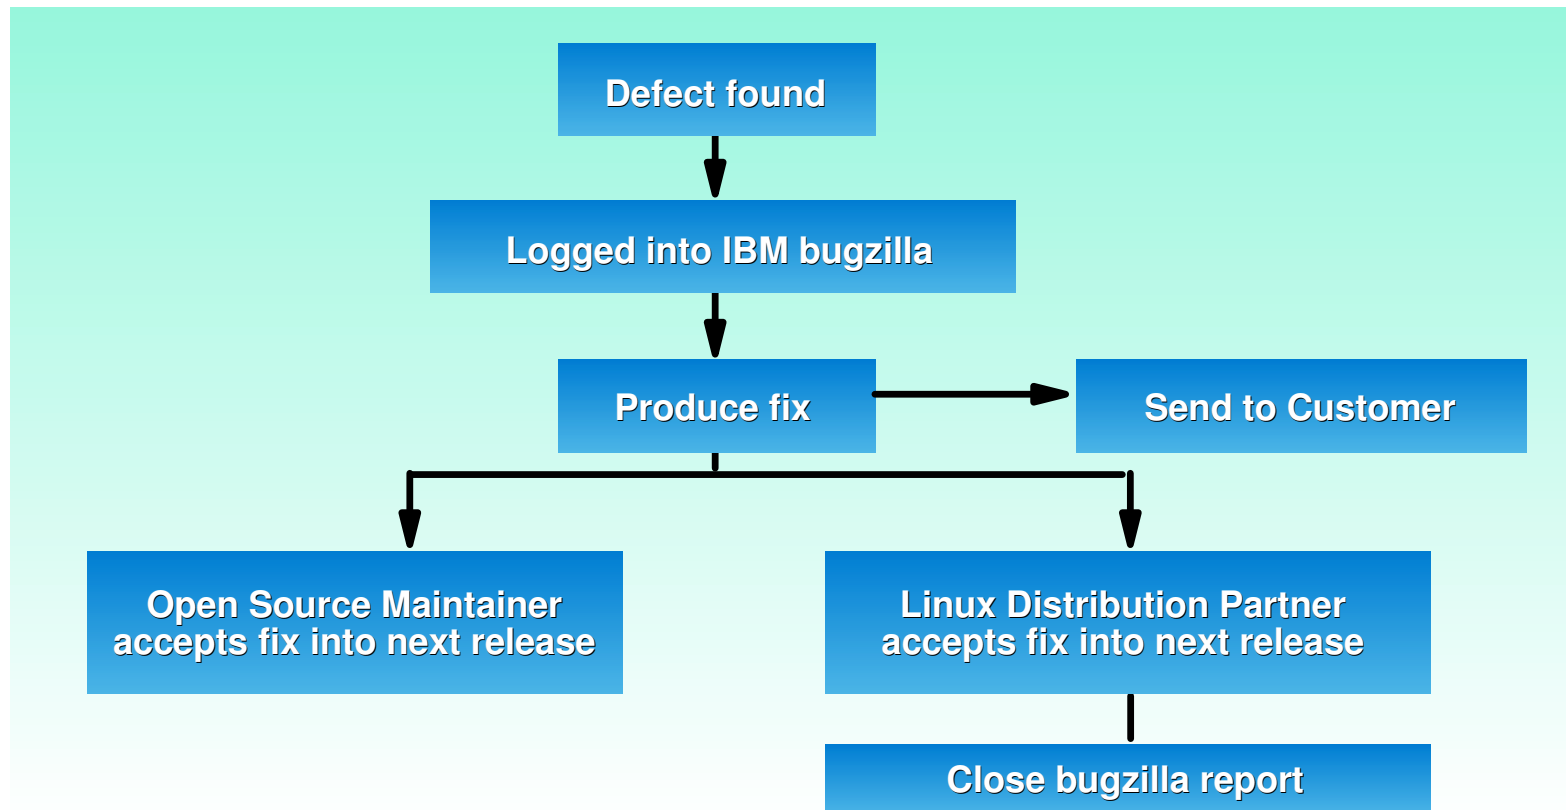 Defect found
Logged into IBM bugzilla
Produce fix
Send to Customer
Open Source Maintainer
accepts fix into next release
Linux Distribution Partner
accepts fix into next release
Close bugzilla report